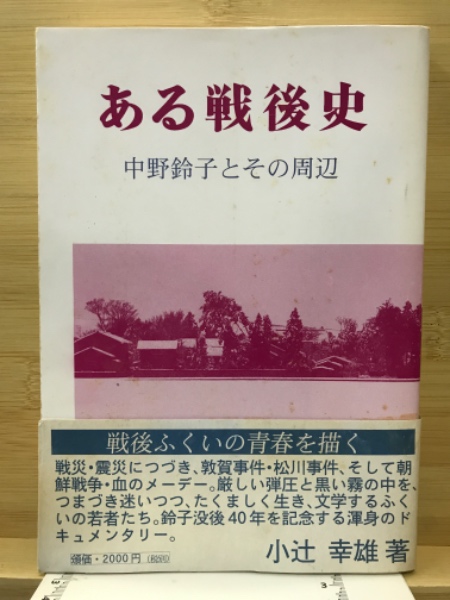 ある戦後史
中野鈴子とその周辺
戦後ふくいの青春を描く
戦災・震災につづき、敦賀事件・松川事件、そして朝
鮮戦争・血のメーデー。厳しい弾圧と黒い霧の中を、
つまづき迷いつつ、たくましく生き、文学するふく
いの若者たち。鈴子没後40年を記念する渾身のド
キュメンタリー。
頒価・2000円(税込)
小辻 幸雄 著
3